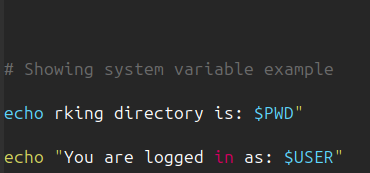 # Showing system variable example
echo rking directory is: $PWD"
echo "You are logged in as: $USER"